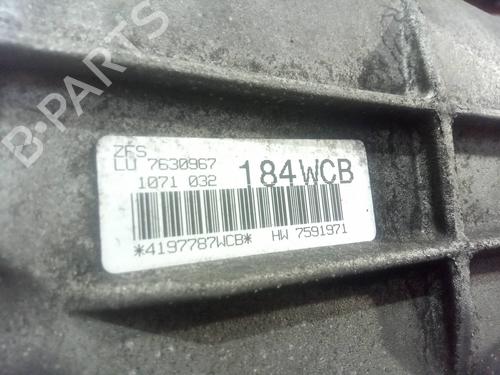 B-PARTS
ZFS
LU 7630967
1071 032 184WCB
*4197787WCB* HW 7591971